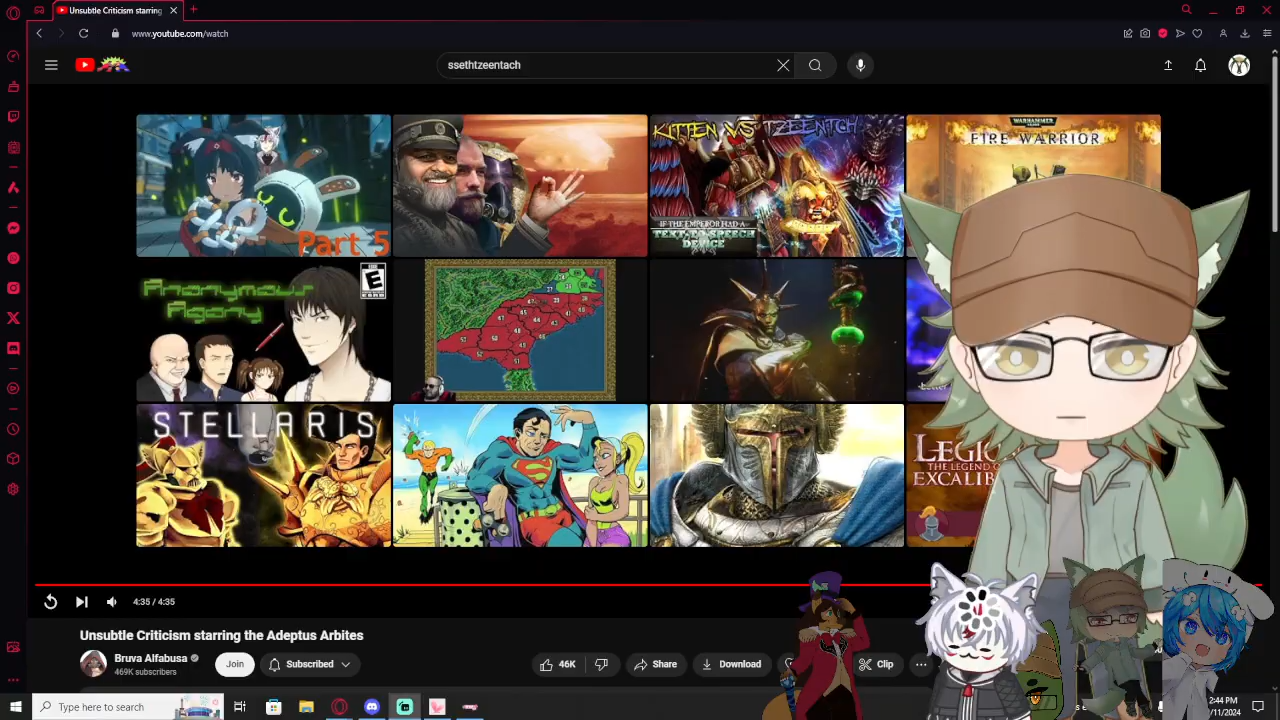 Unsubtle Criticism starring
www.youtube.com/watch
ssethtzeentach
Part 5
KITTEN VS TZEENTCH
IF THE EMPEROR HAD A
TEXT-TO-SPEECH
DEVICE
WARHAMMER
FIRE WARRIOR
Anonymous
Agony
E
STELLARIS
LEGIO
THE LEGEND O
EXCALIB
4:35 / 4:35
Unsubtle Criticism starring the Adeptus Arbites
Bruva Alfabusa
469K subscribers
Join
Subscribed
46K
Share
Download
Clip
Type here to search
2:44 PM
/11/2024